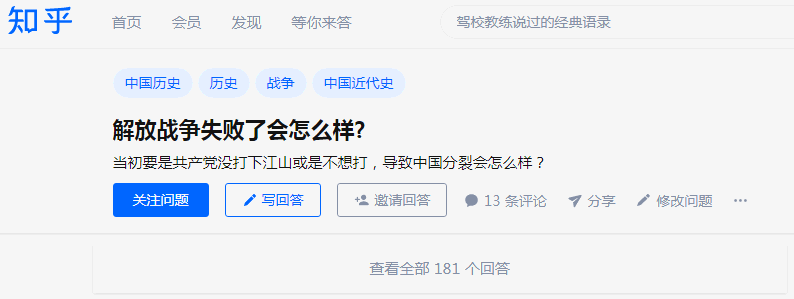 知乎 首页 会员 发现 等你来答 驾校教练说过的经典语录
中国历史 历史 战争 中国近代史
解放战争失败了会怎么样?
当初要是共产党没打下江山或是不想打，导致中国分裂会怎么样？
关注问题 写回答 邀请回答 13 条评论 分享 修改问题 ···
查看全部 181 个回答